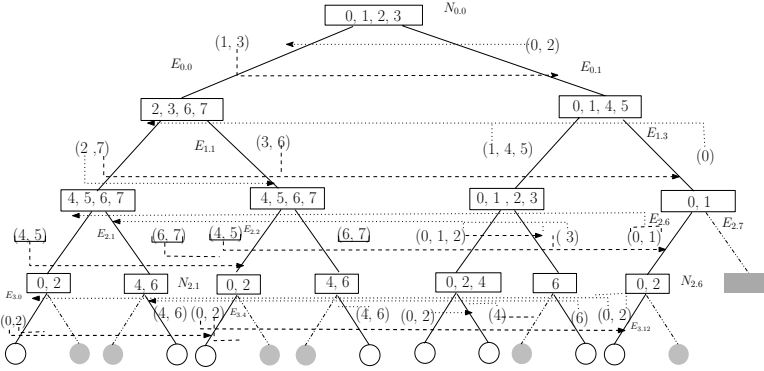 0, 1, 2, 3 N0.0
(1, 3) (0, 2)
E0.0 E0.1
2, 3, 6, 7 0, 1, 4, 5
(2 ,7) E1.1 (3, 6) (1, 4, 5) E1.3 (0)
4, 5, 6, 7 4, 5, 6, 7 0, 1 , 2, 3 0, 1
(4, 5) E2.1 (6, 7) (4, 5) E2.2 (6, 7) (0, 1, 2) ( 3) (0, 1) E2.6 E2.7
0, 2 4, 6 N2.1 0, 2 4, 6 0, 2, 4 6 0, 2 N2.6
E3.0
(0,2) (4, 6) (0, 2) E3.4 (4, 6) (0, 2) (4) (6) (0, 2) E3.12